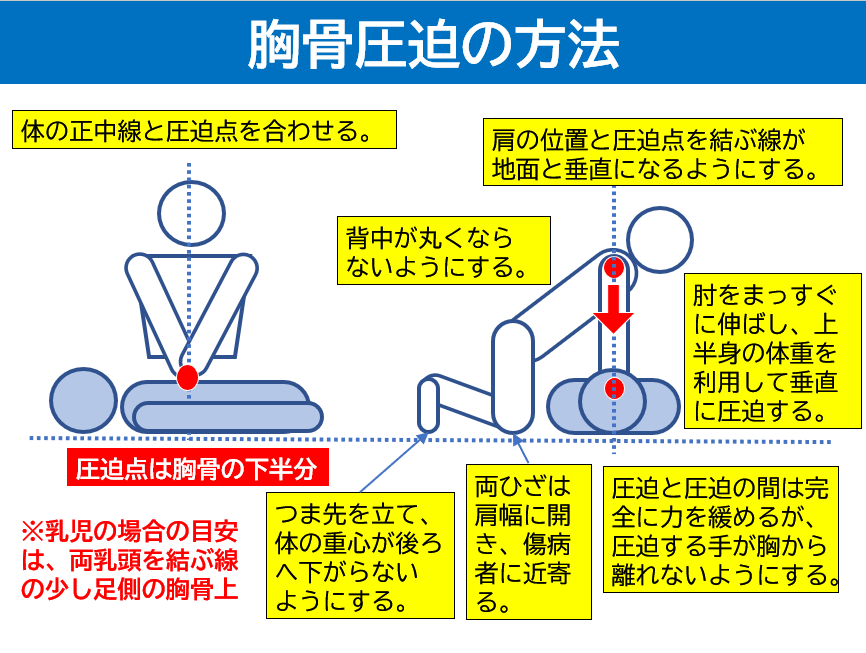 胸骨圧迫の方法
体の正中線と圧迫点を合わせる。
肩の位置と圧迫点を結ぶ線が
地面と垂直になるようにする。
背中が丸くなら
ないようにする。
肘をまっすぐ
に伸ばし、上
半身の体重を
利用して垂直
に圧迫する。
圧迫点は胸骨の下半分
※乳児の場合の目安
は、両乳頭を結ぶ線
の少し足側の胸骨上
つま先を立て、
体の重心が後ろ
へ下がらない
ようにする。
両ひざは
肩幅に開
き、傷病
者に近寄
る。
圧迫と圧迫の間は完
全に力を緩めるが、
圧迫する手が胸から
離れないようにする。